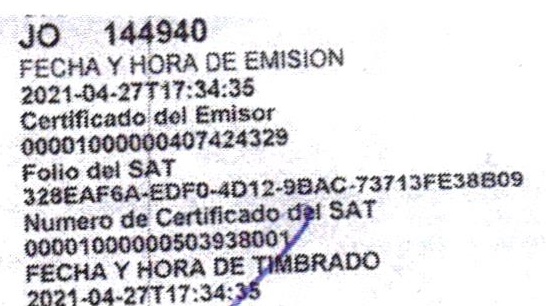 JO 144940
FECHA Y HORA DE EMISION
2021-04-27T17:34:35
Certificado del Emisor
00001000000407424329
Folio del SAT
328EAF6A-EDF0-4D12-9BAC-73713FE38B09
Numero de Certificado del SAT
00001000000503938001
FECHA Y HORA DE TIMBRADO
2021-04-27T17:34:35